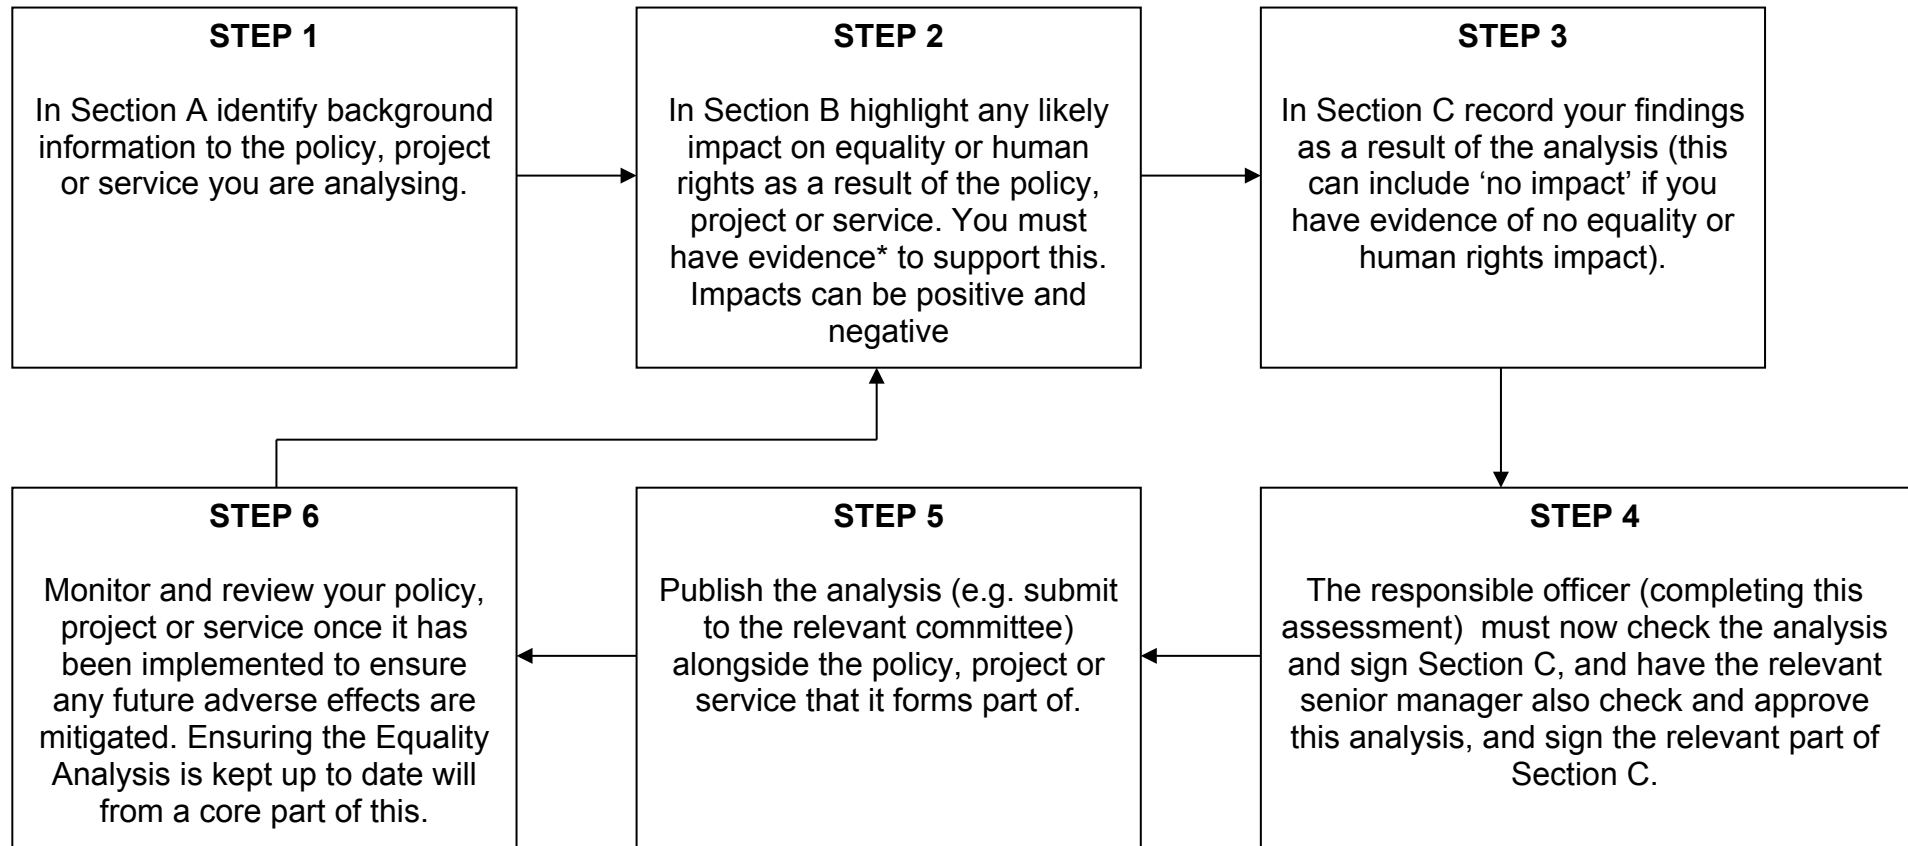 STEP 1
In Section A identify background
information to the policy, project
or service you are analysing.
STEP 2
In Section B highlight any likely
impact on equality or human
rights as a result of the policy,
project or service. You must
have evidence* to support this.
Impacts can be positive and
negative
STEP 3
In Section C record your findings
as a result of the analysis (this
can include ‘no impact’ if you
have evidence of no equality or
human rights impact).
STEP 4
The responsible officer (completing this
assessment)  must now check the analysis
and sign Section C, and have the relevant
senior manager also check and approve
this analysis, and sign the relevant part of
Section C.
STEP 5
Publish the analysis (e.g. submit
to the relevant committee)
alongside the policy, project or
service that it forms part of.
STEP 6
Monitor and review your policy,
project or service once it has
been implemented to ensure
any future adverse effects are
mitigated. Ensuring the Equality
Analysis is kept up to date will
from a core part of this.